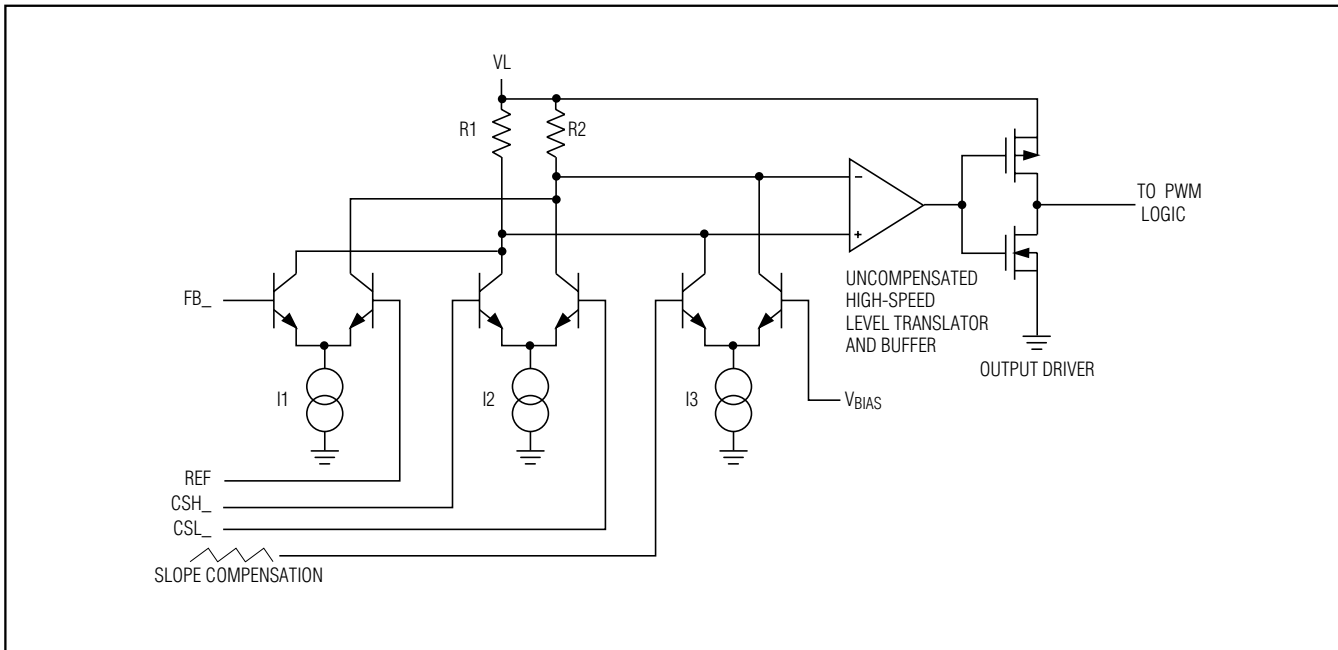 VL
R1
R2
−
+
TO PWM
LOGIC
FB_
UNCOMPENSATED
HIGH-SPEED
LEVEL TRANSLATOR
AND BUFFER
OUTPUT DRIVER
I1
I2
I3
VBIAS
REF
CSH_
CSL_
SLOPE COMPENSATION